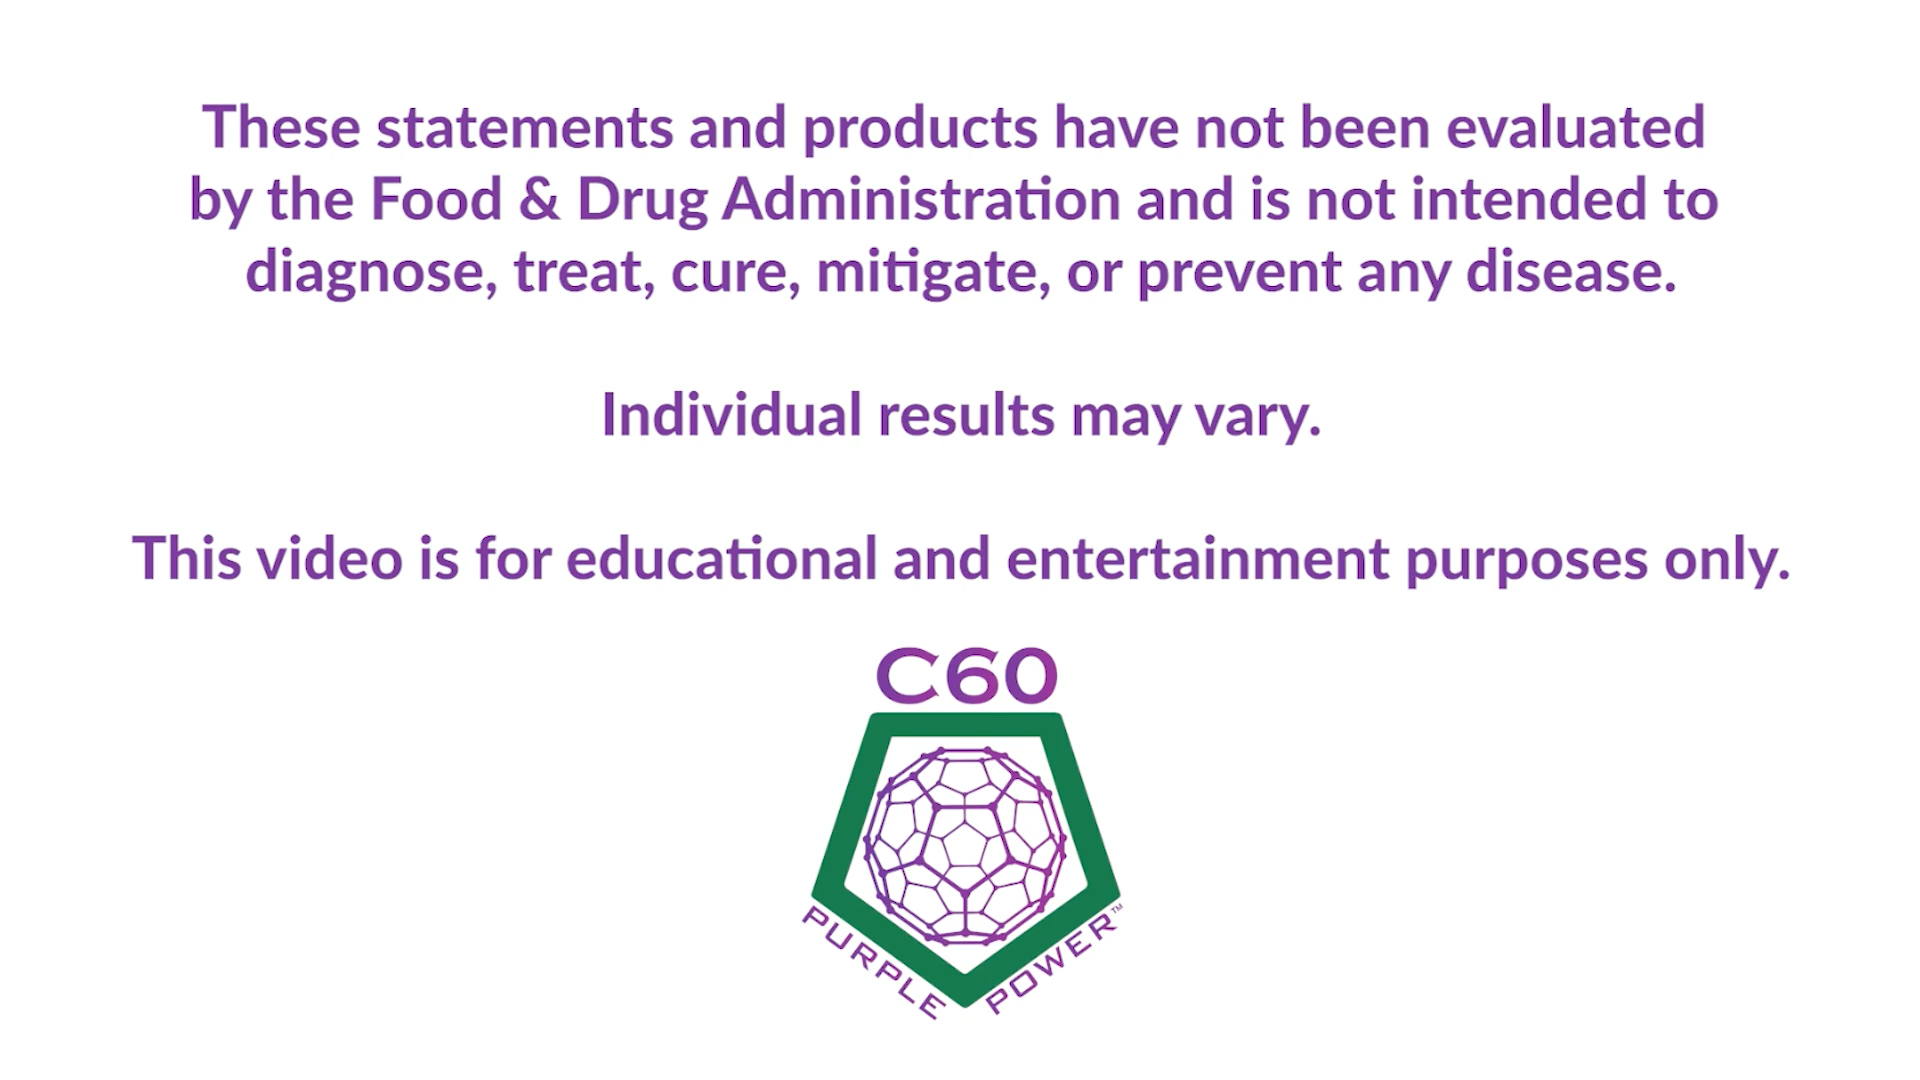 These statements and products have not been evaluated
by the Food & Drug Administration and is not intended to
diagnose, treat, cure, mitigate, or prevent any disease.
Individual results may vary.
This video is for educational and entertainment purposes only.
C60
PURPLE POWER™